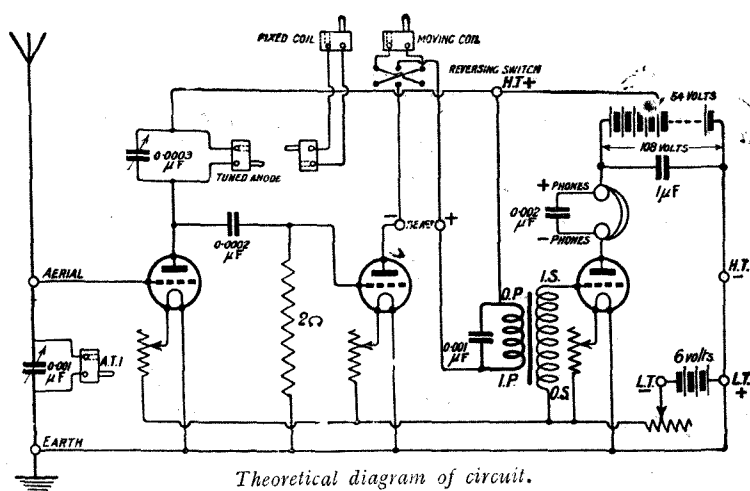 FIXED COIL
MOVING COIL
REVERSING SWITCH
H.T+
54 VOLTS
108 VOLTS
0.0003
μF
TUNED ANODE
1μF
+ PHONES
0.002
μF
- PHONES
0.0002
μF
-
+
AERIAL
H.T.
-
I.S.
O.P.
2Ω
0.001
μF
A.T.I
0.001
μF
I.P.
O.S.
6 volts
L.T.
-
L.T.
+
EARTH
Theoretical diagram of circuit.